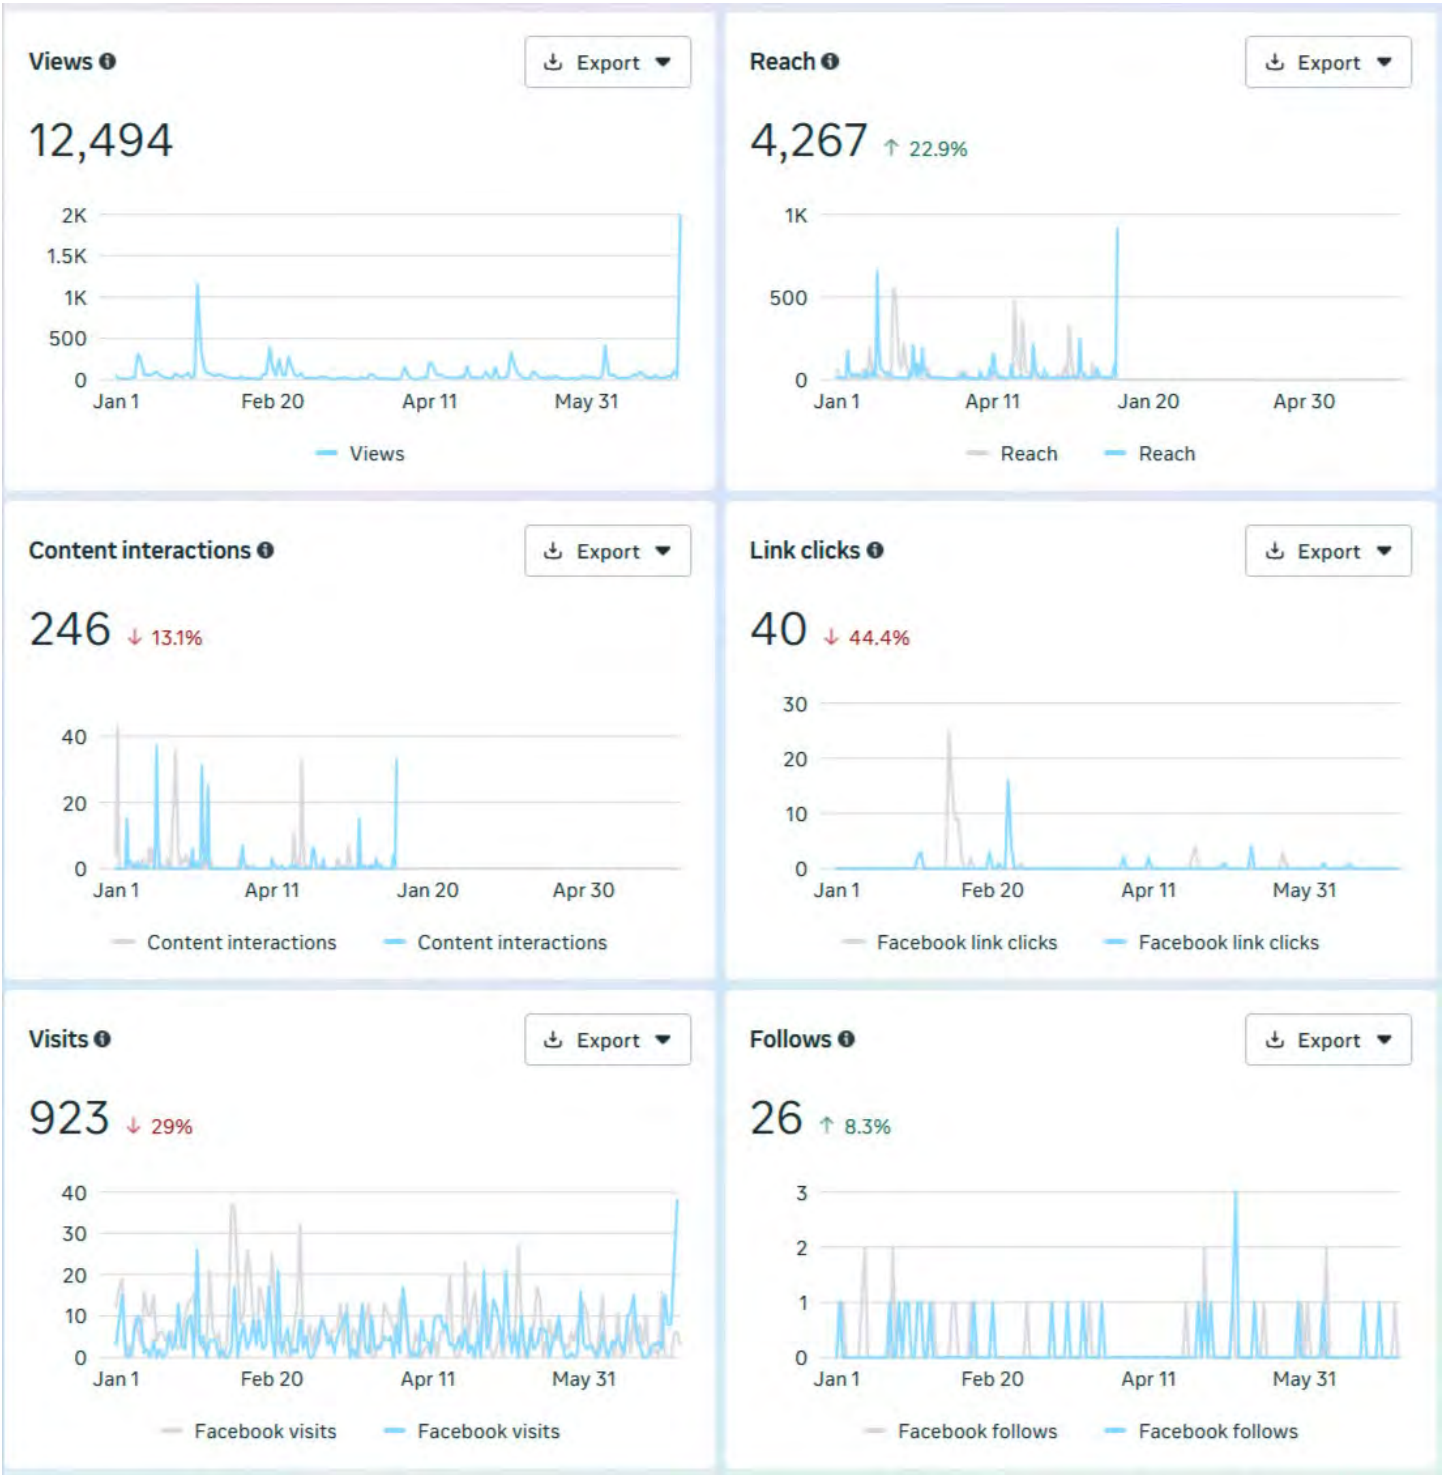 Views
Export
12,494
2K
1.5K
1K
500
0
Jan 1 Feb 20 Apr 11 May 31
Views
Reach
Export
4,267 ↑ 22.9%
1K
500
0
Jan 1 Apr 11 Jan 20 Apr 30
Reach Reach
Content interactions
Export
246 ↓ 13.1%
40
20
0
Jan 1 Apr 11 Jan 20 Apr 30
Content interactions Content interactions
Link clicks
Export
40 ↓ 44.4%
30
20
10
0
Jan 1 Feb 20 Apr 11 May 31
Facebook link clicks Facebook link clicks
Visits
Export
923 ↓ 29%
40
30
20
10
0
Jan 1 Feb 20 Apr 11 May 31
Facebook visits Facebook visits
Follows
Export
26 ↑ 8.3%
3
2
1
0
Jan 1 Feb 20 Apr 11 May 31
Facebook follows Facebook follows